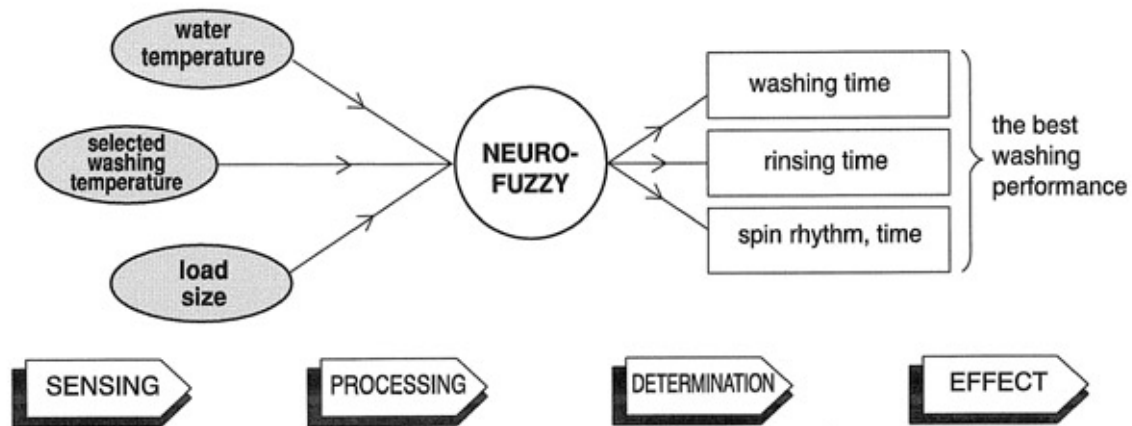 water
temperature
selected
washing
temperature
load
size
NEURO-
FUZZY
washing time
rinsing time
spin rhythm, time
the best
washing
performance
SENSING
PROCESSING
DETERMINATION
EFFECT